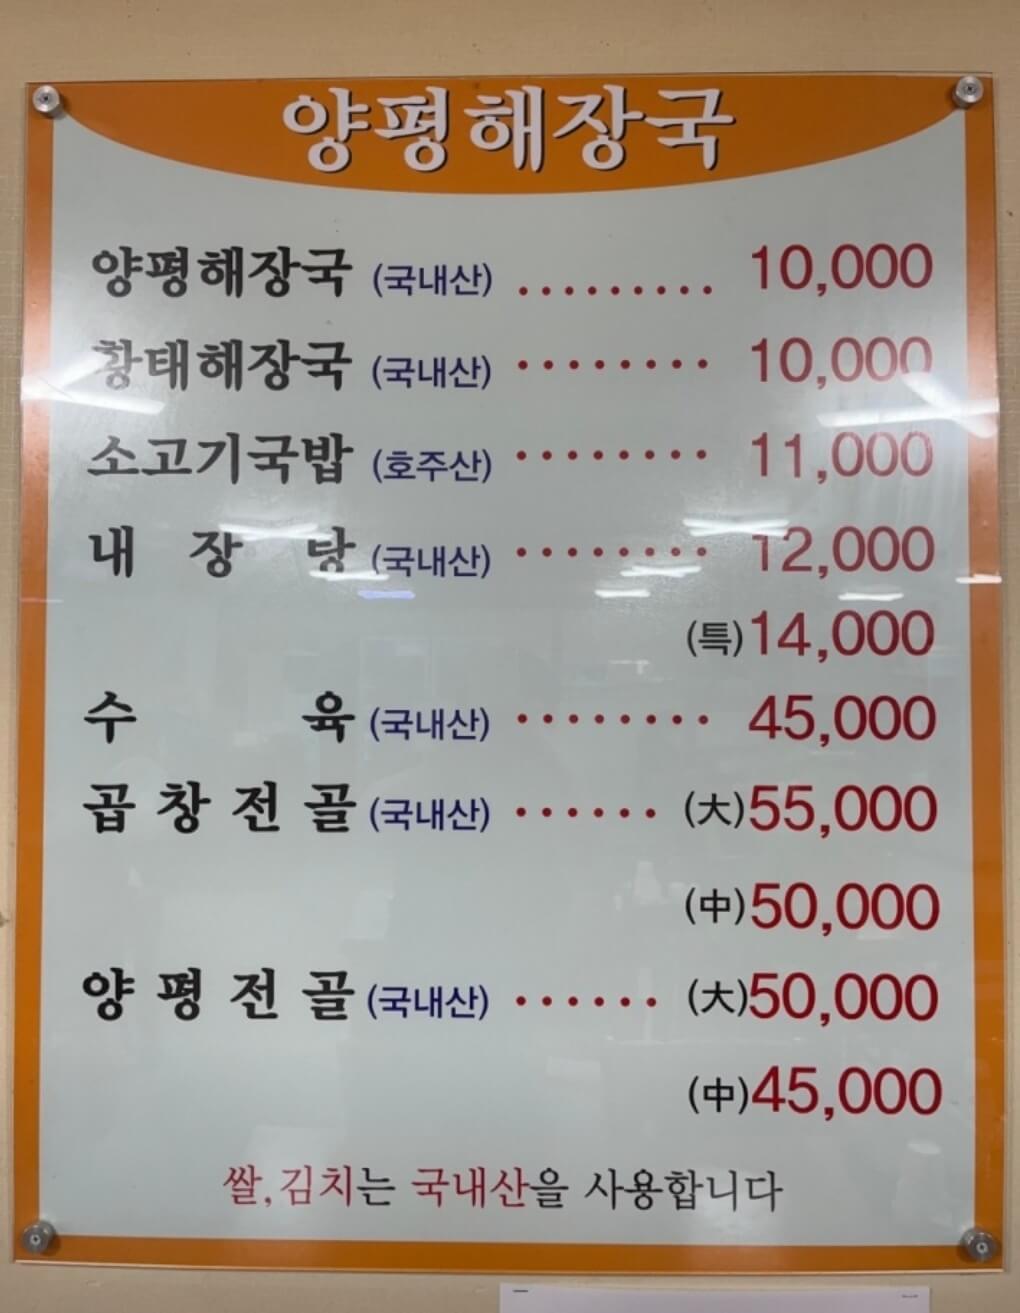 양평해장국
양평해장국 (국내산) ......... 10,000
황태해장국 (국내산) ········ 10,000
소고기국밥 (호주산) ········ 11,000
내 장 탕 (국내산) ········ 12,000
(특) 14,000
수 육 (국내산) ········ 45,000
곱 창 전 골 (국내산) ······ (大) 55,000
(中) 50,000
양 평 전 골 (국내산) ······ (大) 50,000
(中) 45,000
쌀, 김치는 국내산을 사용합니다